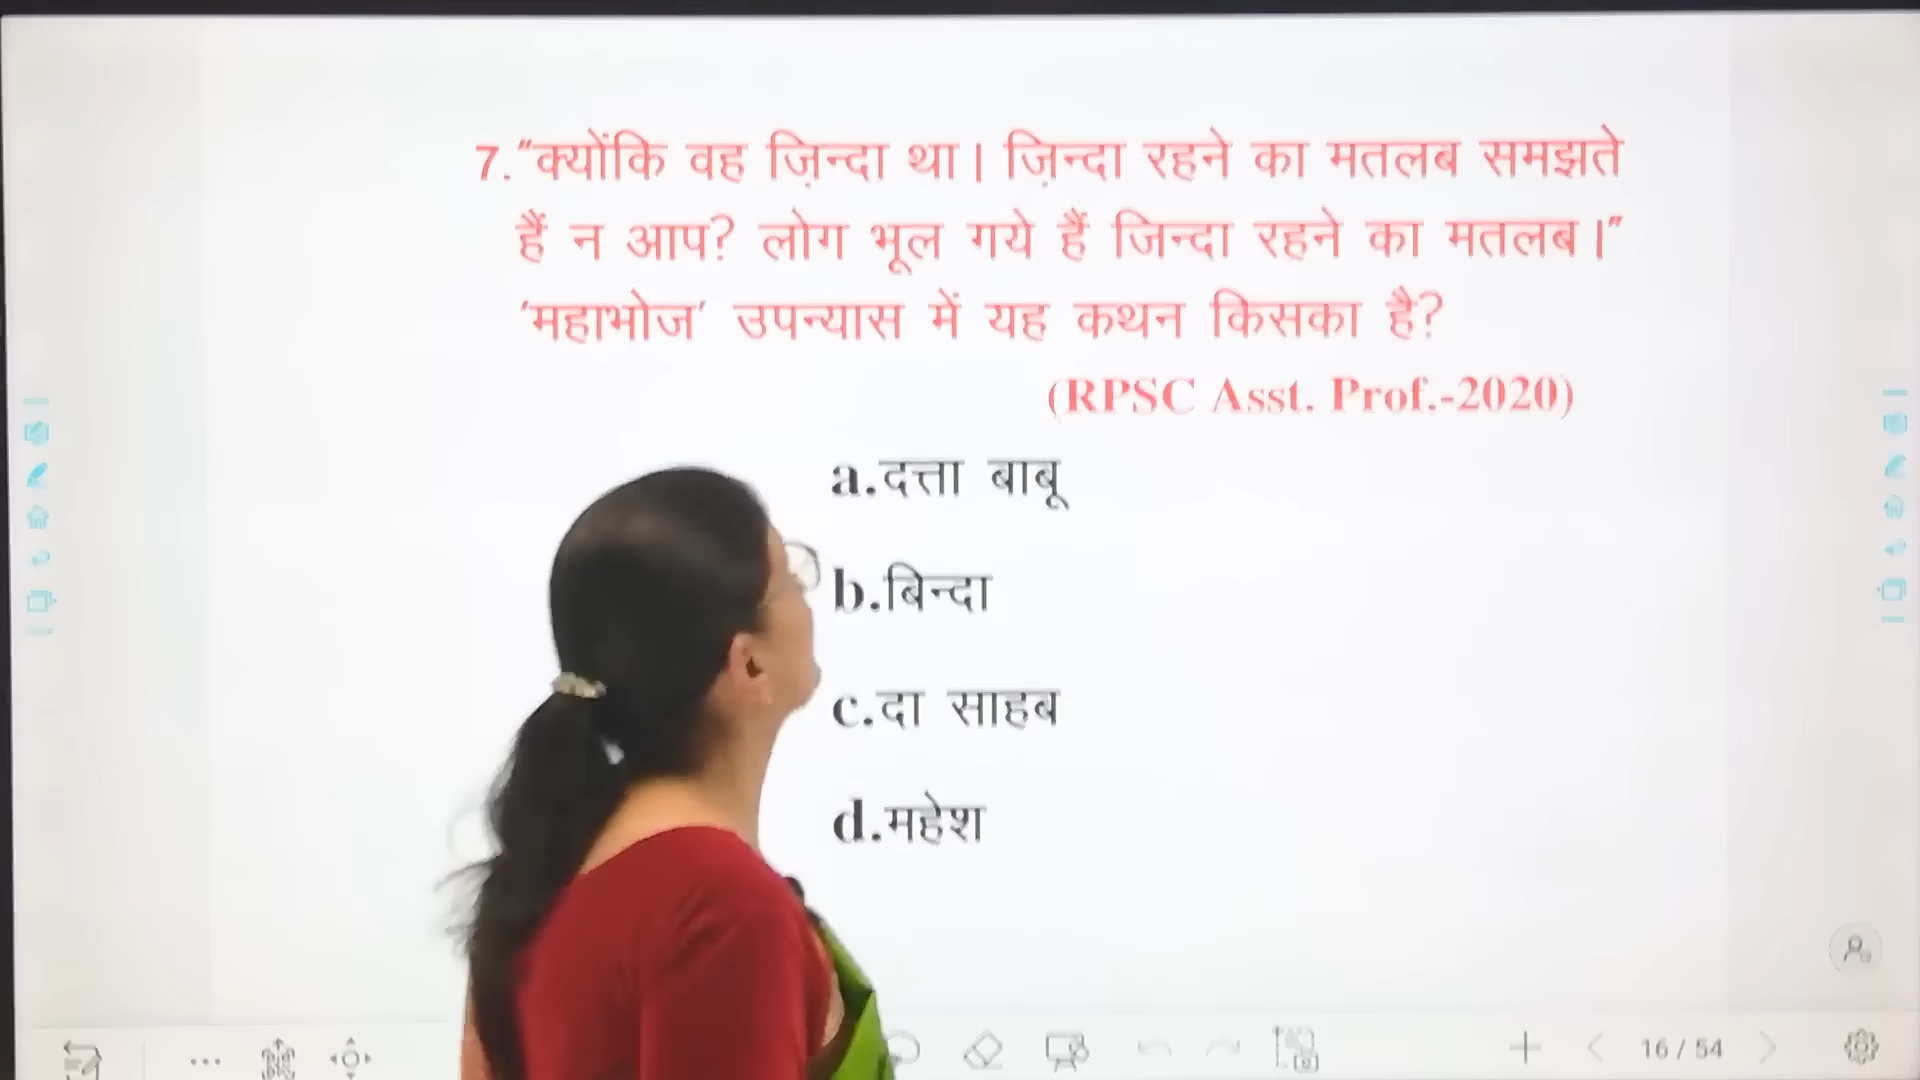 7."क्योंकि वह ज़िन्दा था। ज़िन्दा रहने का मतलब समझते
हैं न आप? लोग भूल गये हैं जिन्दा रहने का मतलब।"
'महाभोज' उपन्यास में यह कथन किसका है?
(RPSC Asst. Prof.-2020)
a.दत्ता बाबू
b.बिन्दा
c.दा साहब
d.महेश
16 / 54